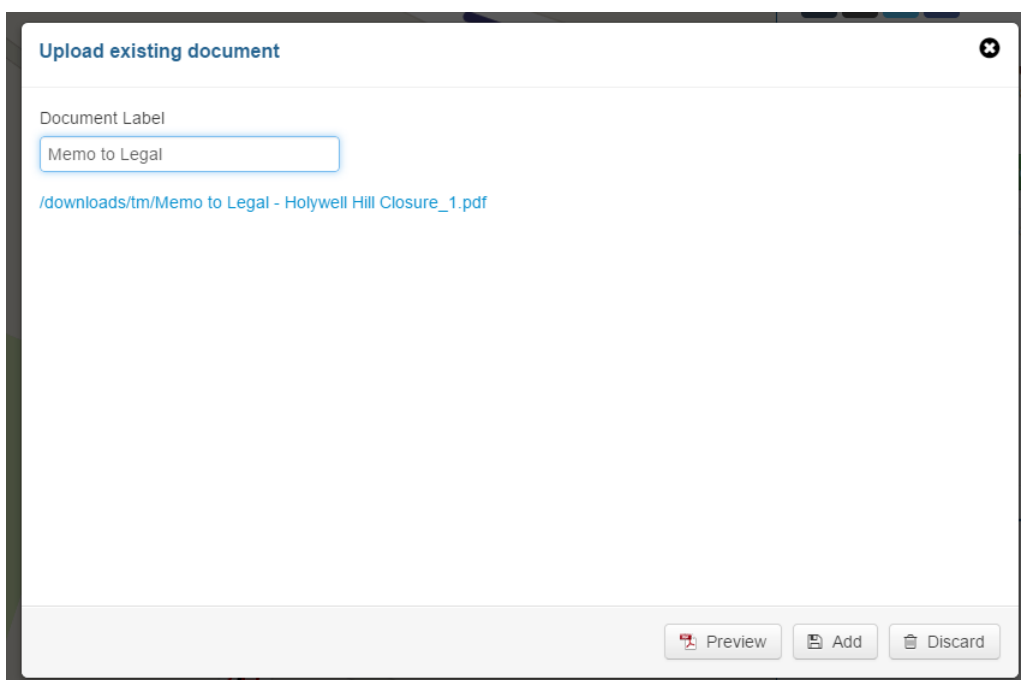 Upload existing document
Document Label
Memo to Legal
/downloads/tm/Memo to Legal - Holywell Hill Closure_1.pdf
Preview Add Discard